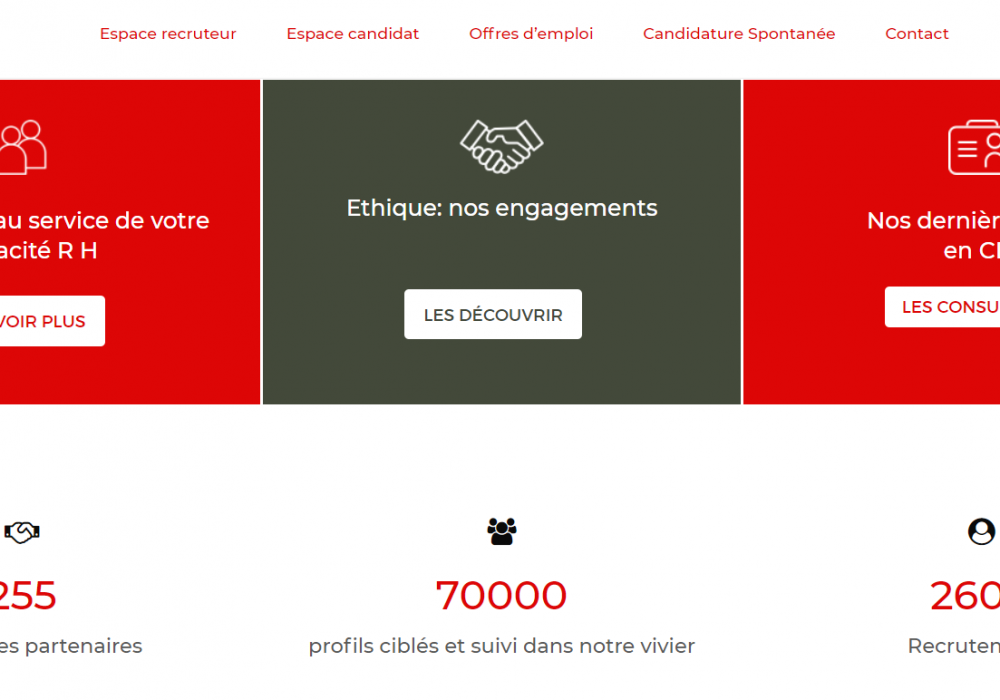 Espace recruteur Espace candidat Offres d’emploi Candidature Spontanée Contact
au service de votre
acité R H
VOIR PLUS
Ethique: nos engagements
LES DÉCOUVRIR
Nos dernièr
en C
LES CONSU
255
es partenaires
70000
profils ciblés et suivi dans notre vivier
260
Recrutem